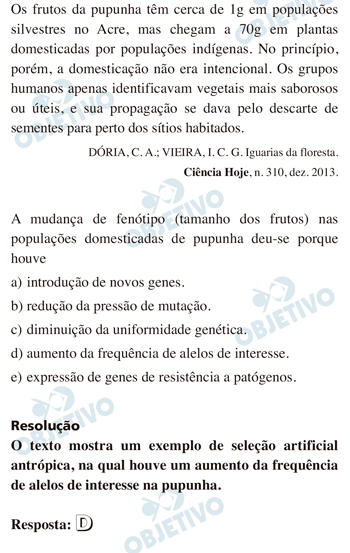 Os frutos da pupunha têm cerca de 1g em populações
silvestres no Acre, mas chegam a 70g em plantas
domesticadas por populações indígenas. No princípio,
porém, a domesticação não era intencional. Os grupos
humanos apenas identificavam vegetais mais saborosos
ou úteis, e sua propagação se dava pelo descarte de
sementes para perto dos sítios habitados.
DÓRIA, C. A.; VIEIRA, I. C. G. Iguarias da floresta.
Ciência Hoje, n. 310, dez. 2013.
A mudança de fenótipo (tamanho dos frutos) nas
populações domesticadas de pupunha deu-se porque
houve
a) introdução de novos genes.
b) redução da pressão de mutação.
c) diminuição da uniformidade genética.
d) aumento da frequência de alelos de interesse.
e) expressão de genes de resistência a patógenos.
Resolução
O texto mostra um exemplo de seleção artificial
antrópica, na qual houve um aumento da frequência
de alelos de interesse na pupunha.
Resposta: D
OBJETIVO
OBJETIVO
OBJETIVO
OBJETIVO
OBJETIVO
OBJETIVO